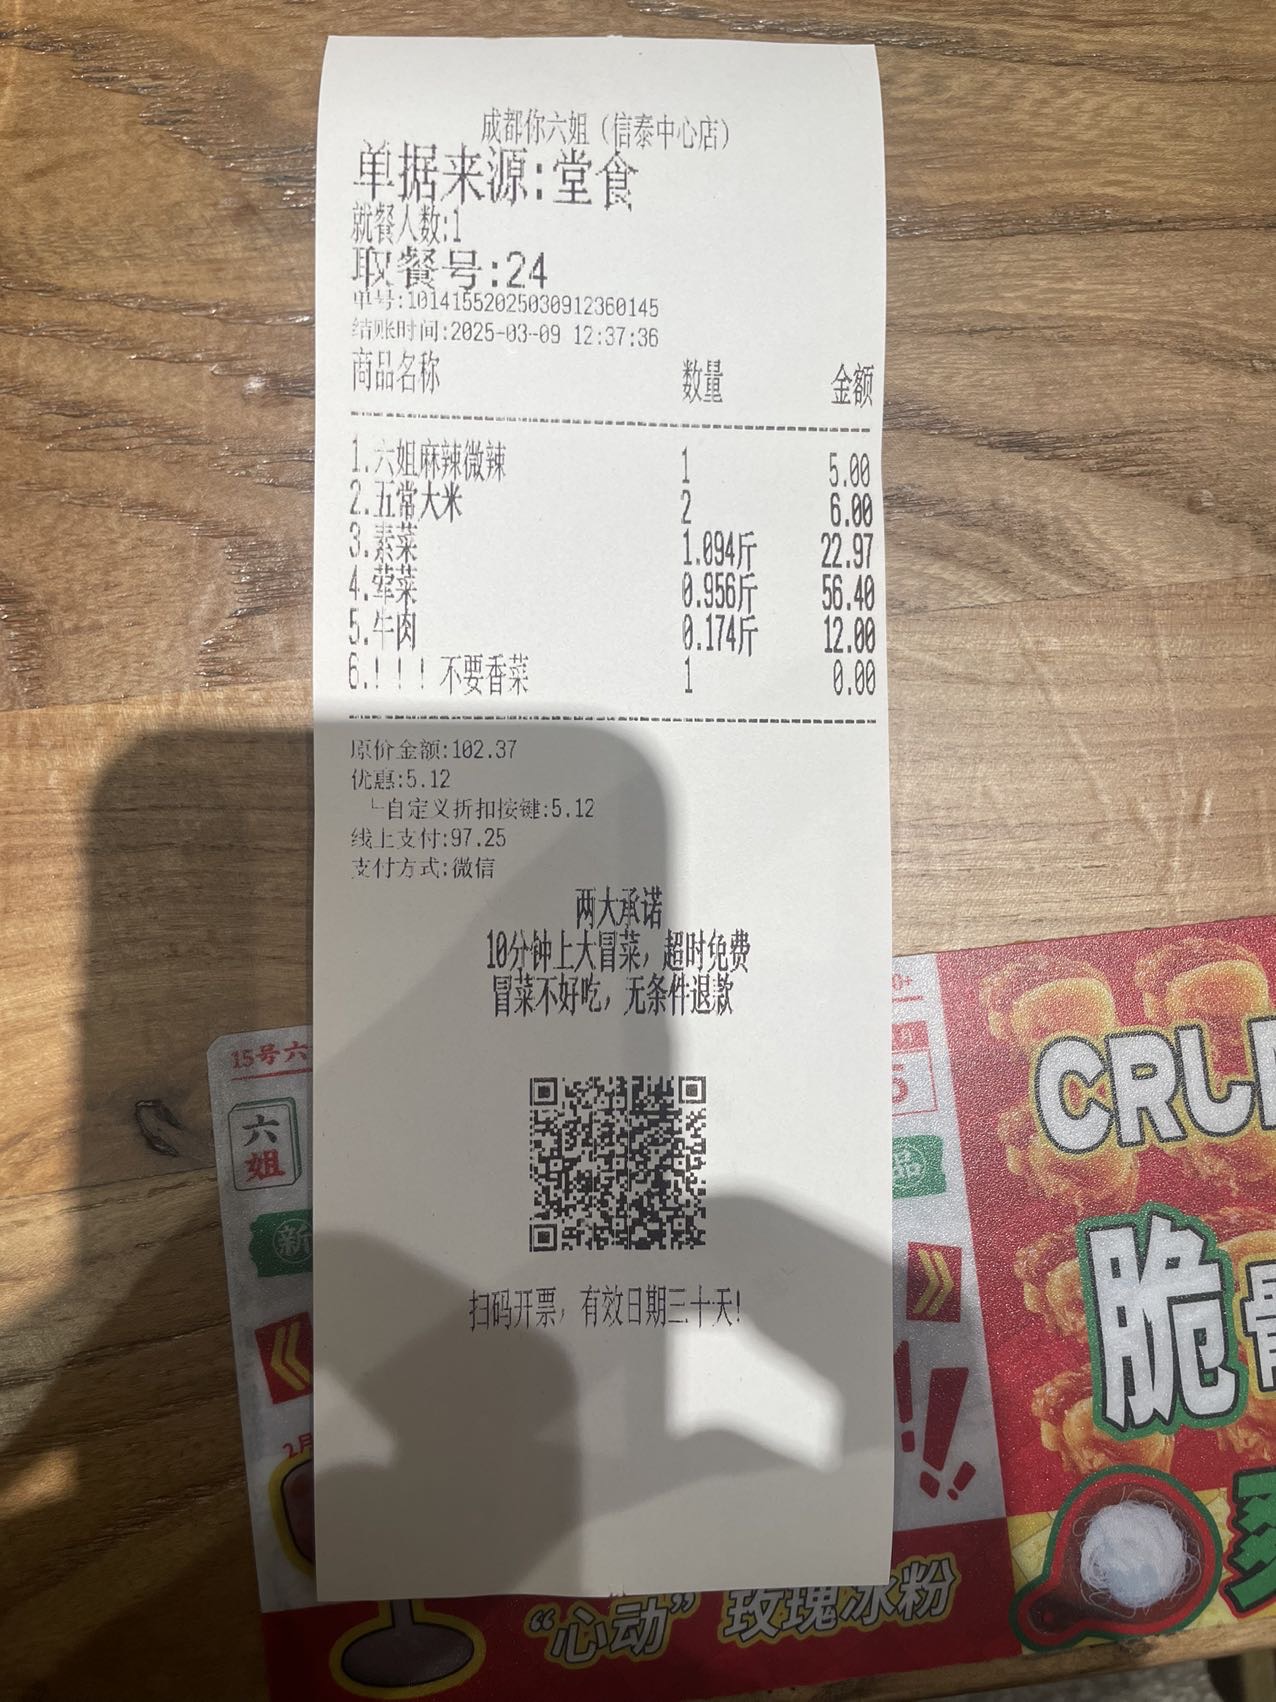 成都你六姐（信泰中心店）
单据来源:堂食
就餐人数:1
取餐号:24
单号:10141552025030912360145
结账时间:2025-03-09 12:37:36
商品名称 数量 金额
1.六姐麻辣微辣 1 5.00
2.五常大米 2 6.00
3.素菜 1.094斤 22.97
4.荤菜 0.956斤 56.40
5.牛肉 0.174斤 12.00
6.！！！不要香菜 1 0.00
原价金额:102.37
优惠:5.12
└自定义折扣按键:5.12
线上支付:97.25
支付方式:微信
两大承诺
10分钟上大冒菜，超时免费
冒菜不好吃，无条件退款
扫码开票，有效日期三十天!
15号六
六姐
新
品
2月
CRU
脆
“心动” 玫瑰冰粉